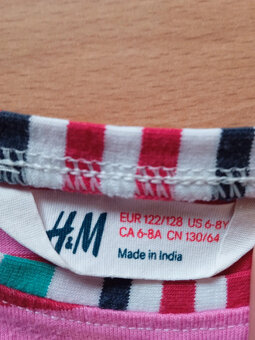 H&M
EUR 122/128 US 6-8Y
CA 6-8A CN 130/64
Made in India